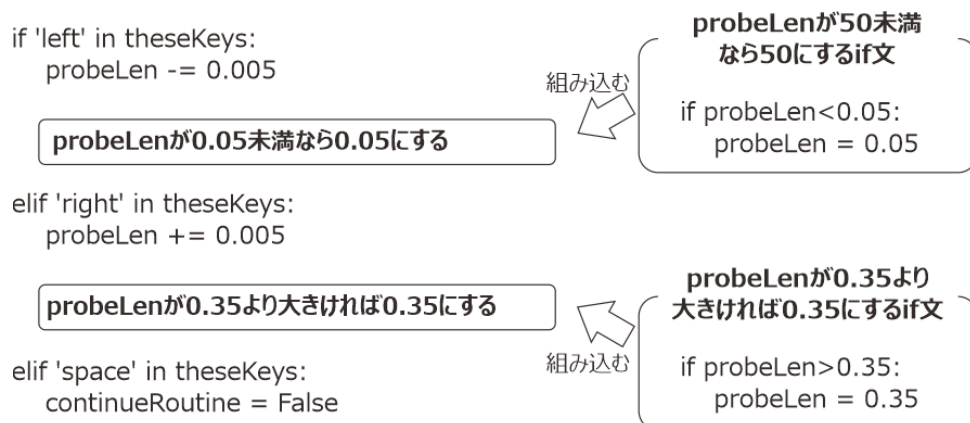 if 'left' in theseKeys:
probeLen -= 0.005
probeLenが0.05未満なら0.05にする
elif 'right' in theseKeys:
probeLen += 0.005
probeLenが0.35より大きければ0.35にする
elif 'space' in theseKeys:
continueRoutine = False
組み込む
probeLenが50未満
なら50にするif文
if probeLen<0.05:
probeLen = 0.05
組み込む
probeLenが0.35より
大きければ0.35にするif文
if probeLen>0.35:
probeLen = 0.35